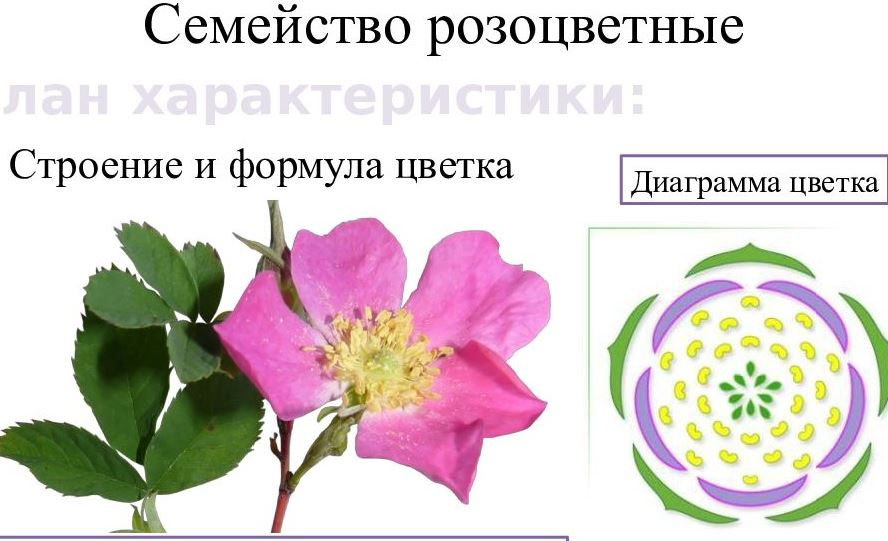 Семейство розоцветные
лан характеристики:
Строение и формула цветка
Диаграмма цветка